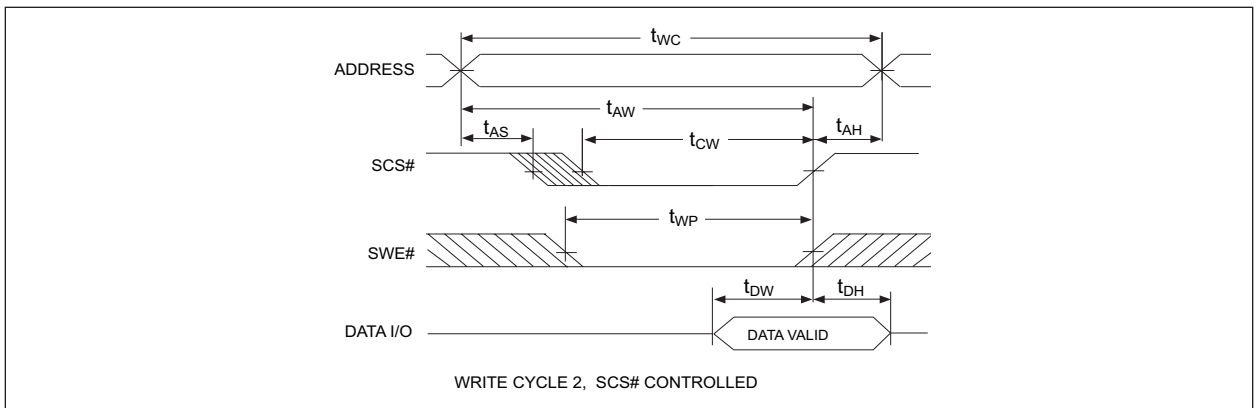 tWC
ADDRESS
tAW
tAS
tCW
tAH
SCS#
tWP
SWE#
tDW
tDH
DATA I/O
DATA VALID
WRITE CYCLE 2, SCS# CONTROLLED